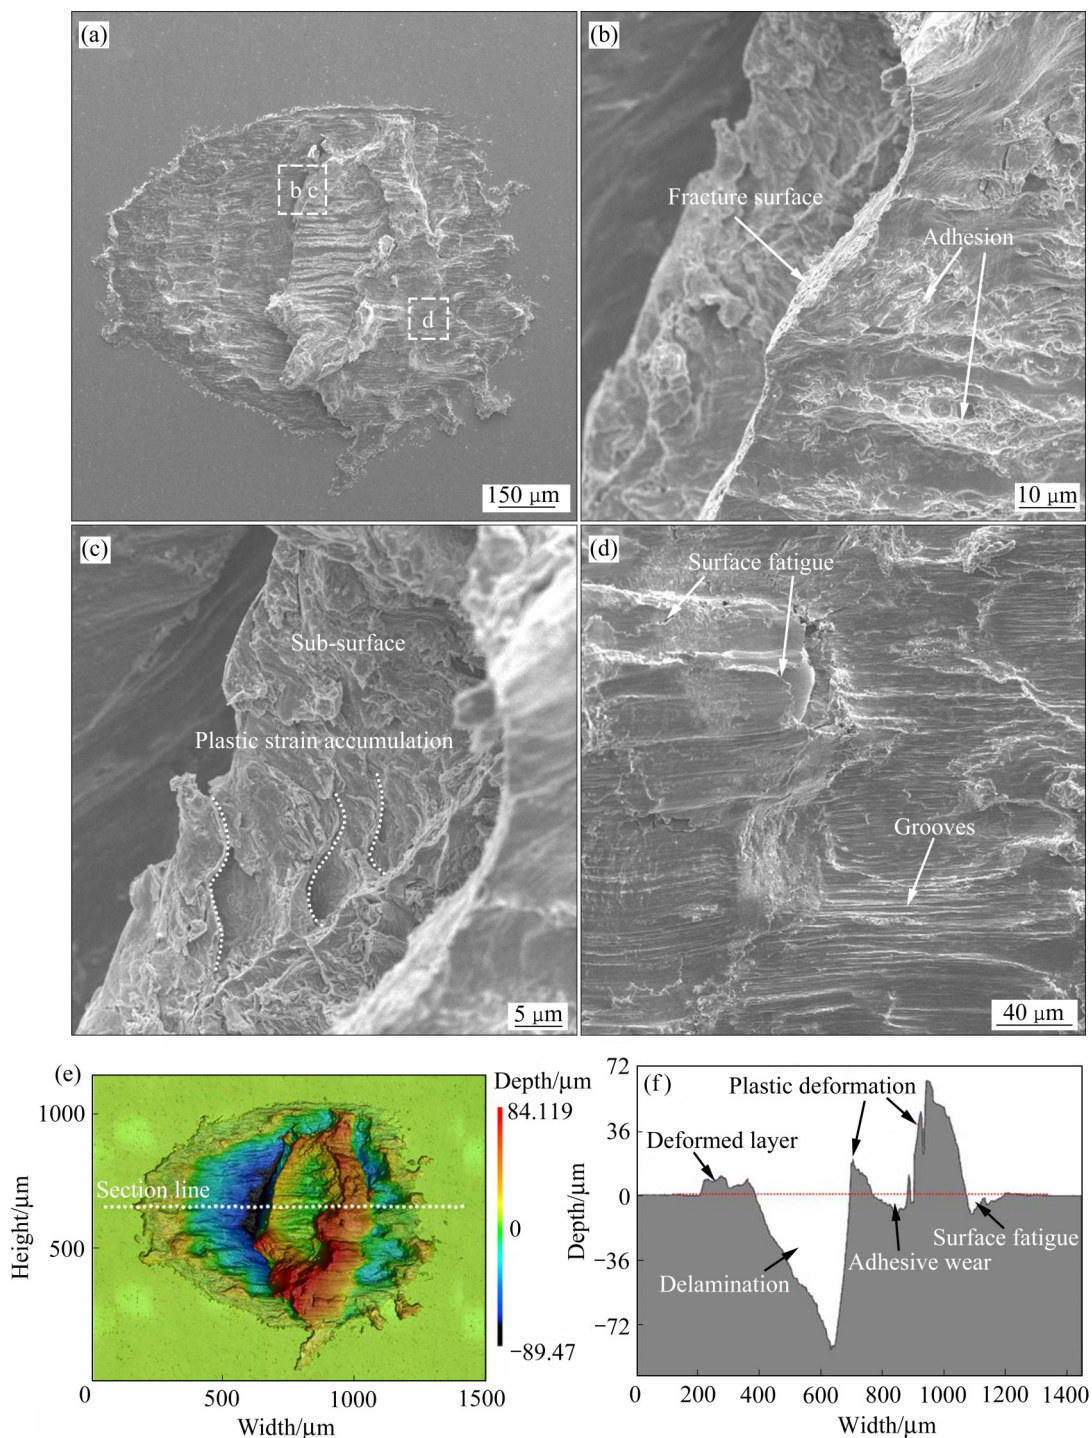 (a)
b c
d
150 μm
(b)
Fracture surface
Adhesion
10 μm
(c)
Sub-surface
Plastic strain accumulation
5 μm
(d)
Surface fatigue
Grooves
40 μm
(e)
Depth/μm
84.119
0
−89.47
Section line
1000
500
Height/μm
0 500 1000 1500
Width/μm
(f)
72
36
0
−36
−72
Depth/μm
Plastic deformation
Deformed layer
Delamination
Adhesive wear
Surface fatigue
0 200 400 600 800 1000 1200 1400
Width/μm